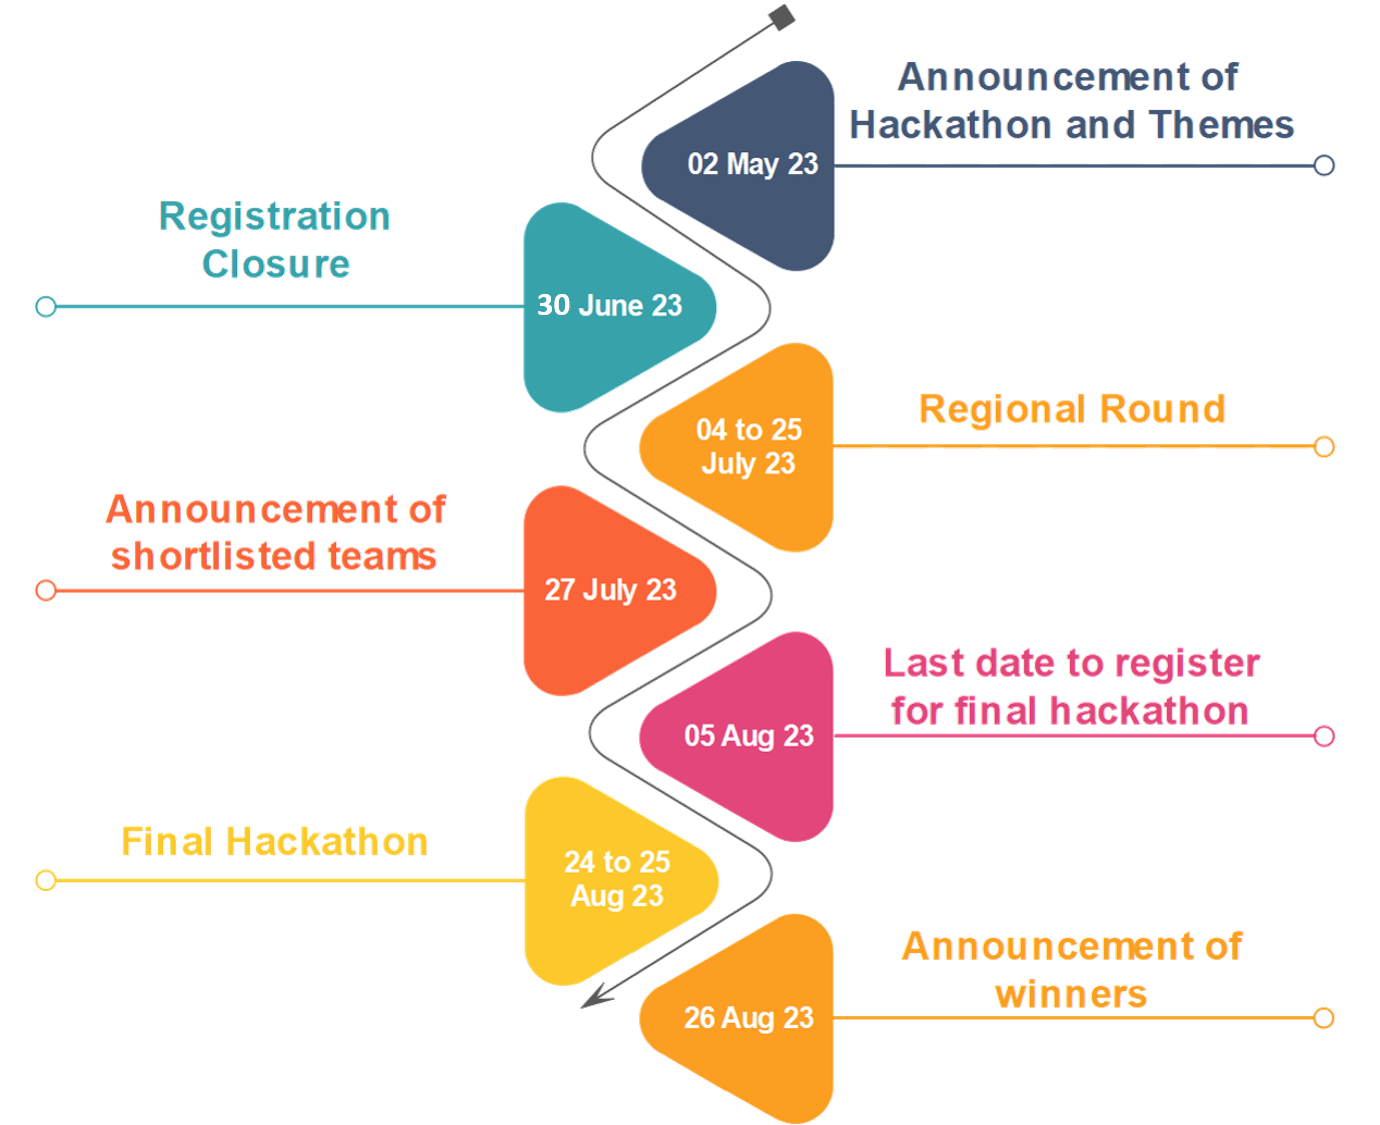 Announcement of
Hackathon and Themes
02 May 23
Registration
Closure
30 June 23
Regional Round
04 to 25
July 23
Announcement of
shortlisted teams
27 July 23
Last date to register
for final hackathon
05 Aug 23
Final Hackathon
24 to 25
Aug 23
Announcement of
winners
26 Aug 23